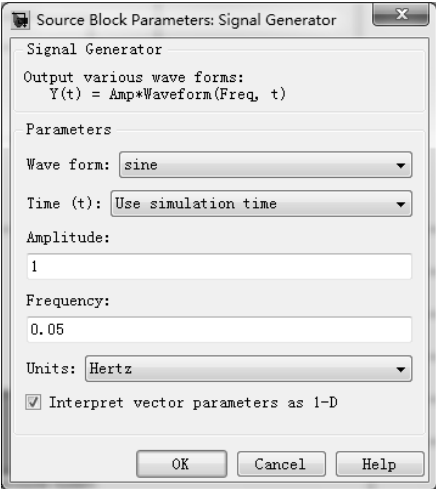 Source Block Parameters: Signal Generator
Signal Generator
Output various wave forms:
Y(t) = Amp*Waveform(Freq, t)
Parameters
Wave form: sine
Time (t): Use simulation time
Amplitude:
1
Frequency:
0.05
Units: Hertz
Interpret vector parameters as 1-D
OK Cancel Help